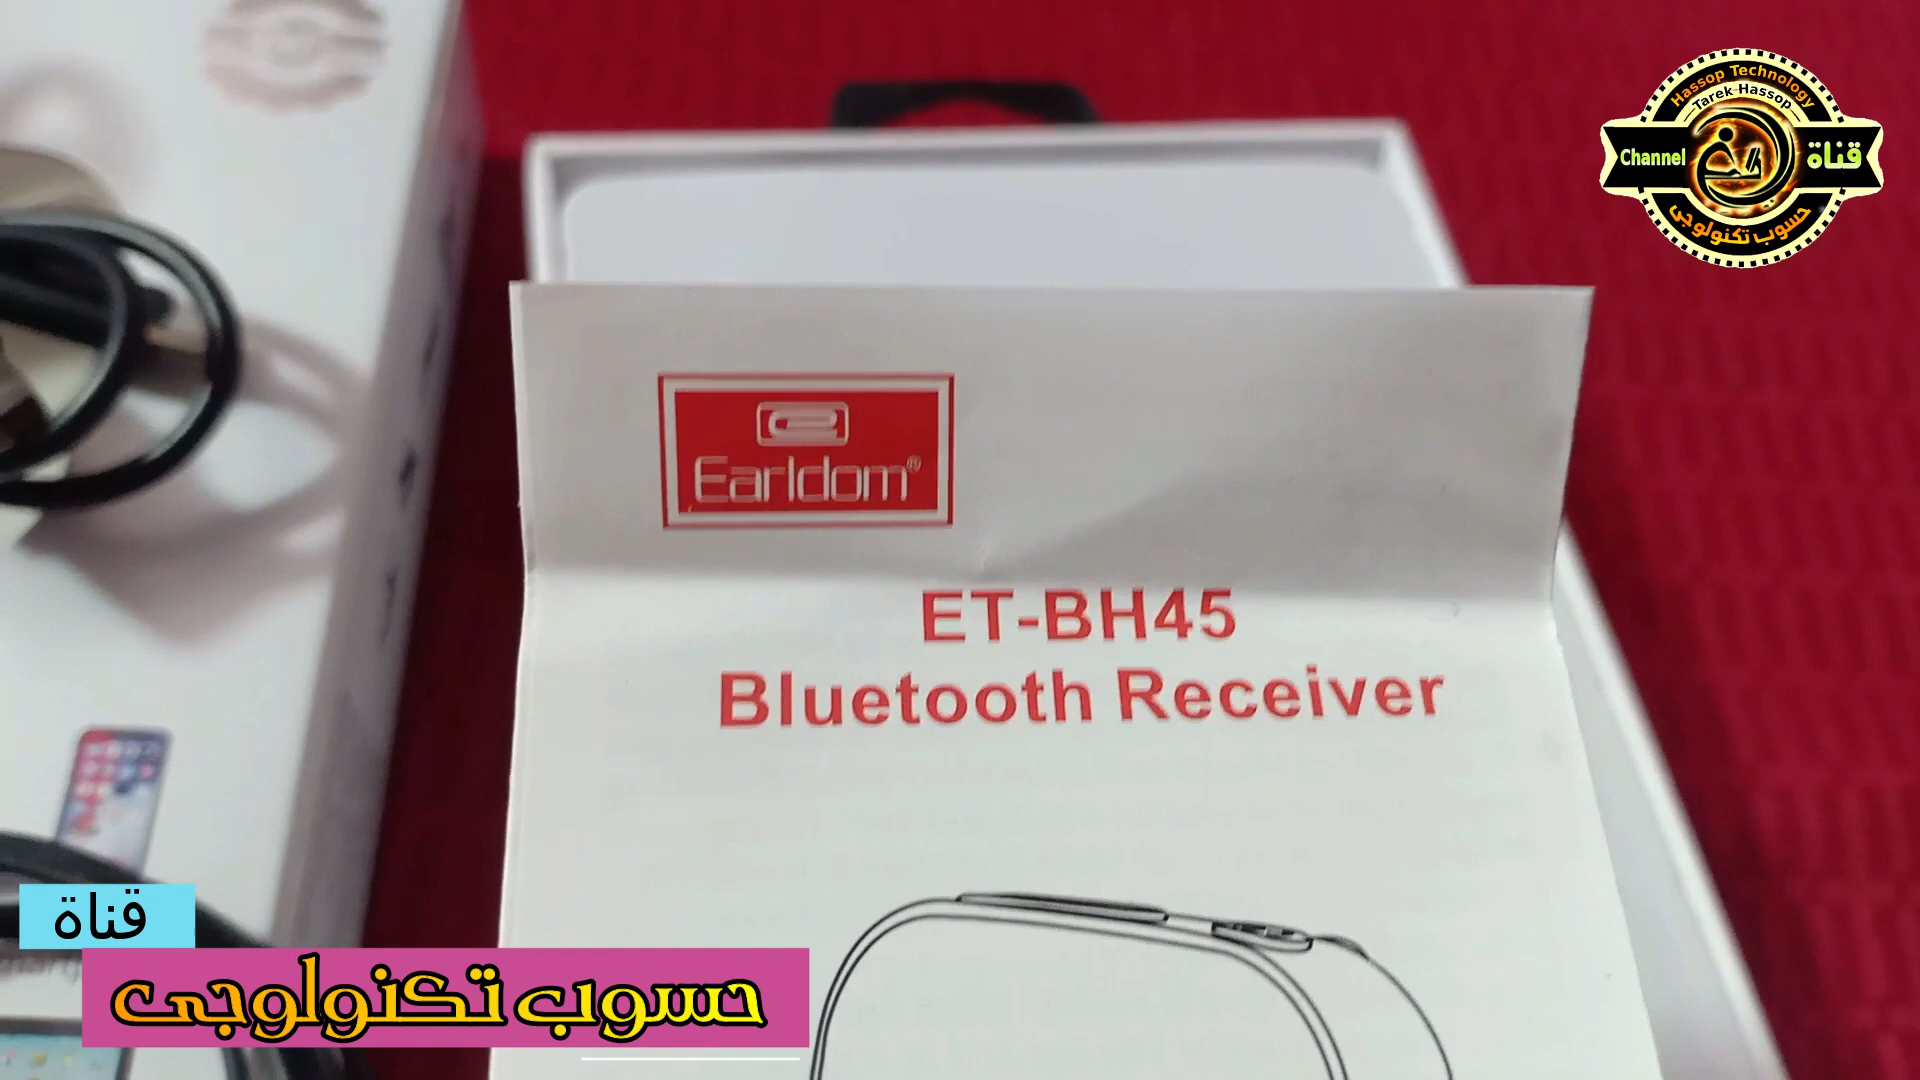 Hassop Technology
Tarek Hassop
Channel
قناة
حسوب تكنولوجى
Earldom®
ET-BH45
Bluetooth Receiver
قناة
حسوب تكنولوجى